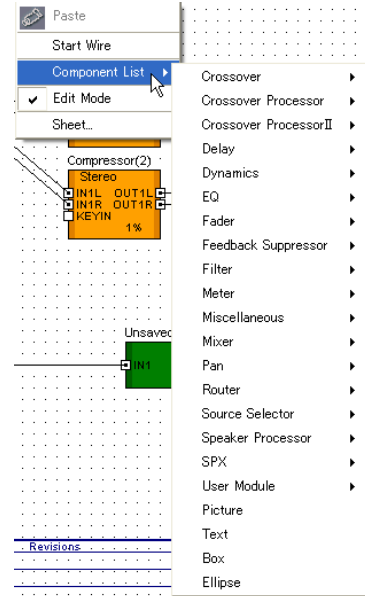 Paste
Start Wire
Component List
Edit Mode
Sheet...
Crossover
Crossover Processor
Crossover ProcessorⅡ
Delay
Dynamics
EQ
Fader
Feedback Suppressor
Filter
Meter
Miscellaneous
Mixer
Pan
Router
Source Selector
Speaker Processor
SPX
User Module
Picture
Text
Box
Ellipse
Compressor(2)
Stereo
IN1L OUT1L
IN1R OUT1R
KEYIN
1%
Unsaved
IN1
Revisions